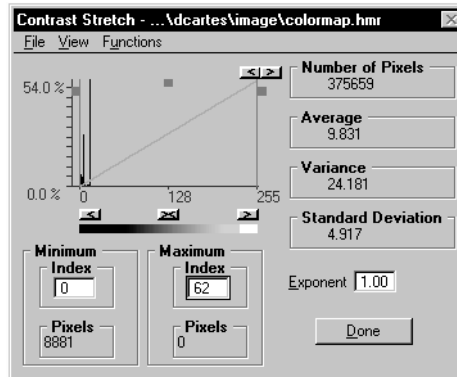 Contrast Stretch - ...\dcartes\image\colormap.hmr
File View Functions
54.0 %
0.0 %
0 128 255
< >
< >< >
Number of Pixels
375659
Average
9.831
Variance
24.181
Standard Deviation
4.917
Minimum
Index
0
Pixels
8881
Maximum
Index
62
Pixels
0
Exponent 1.00
Done